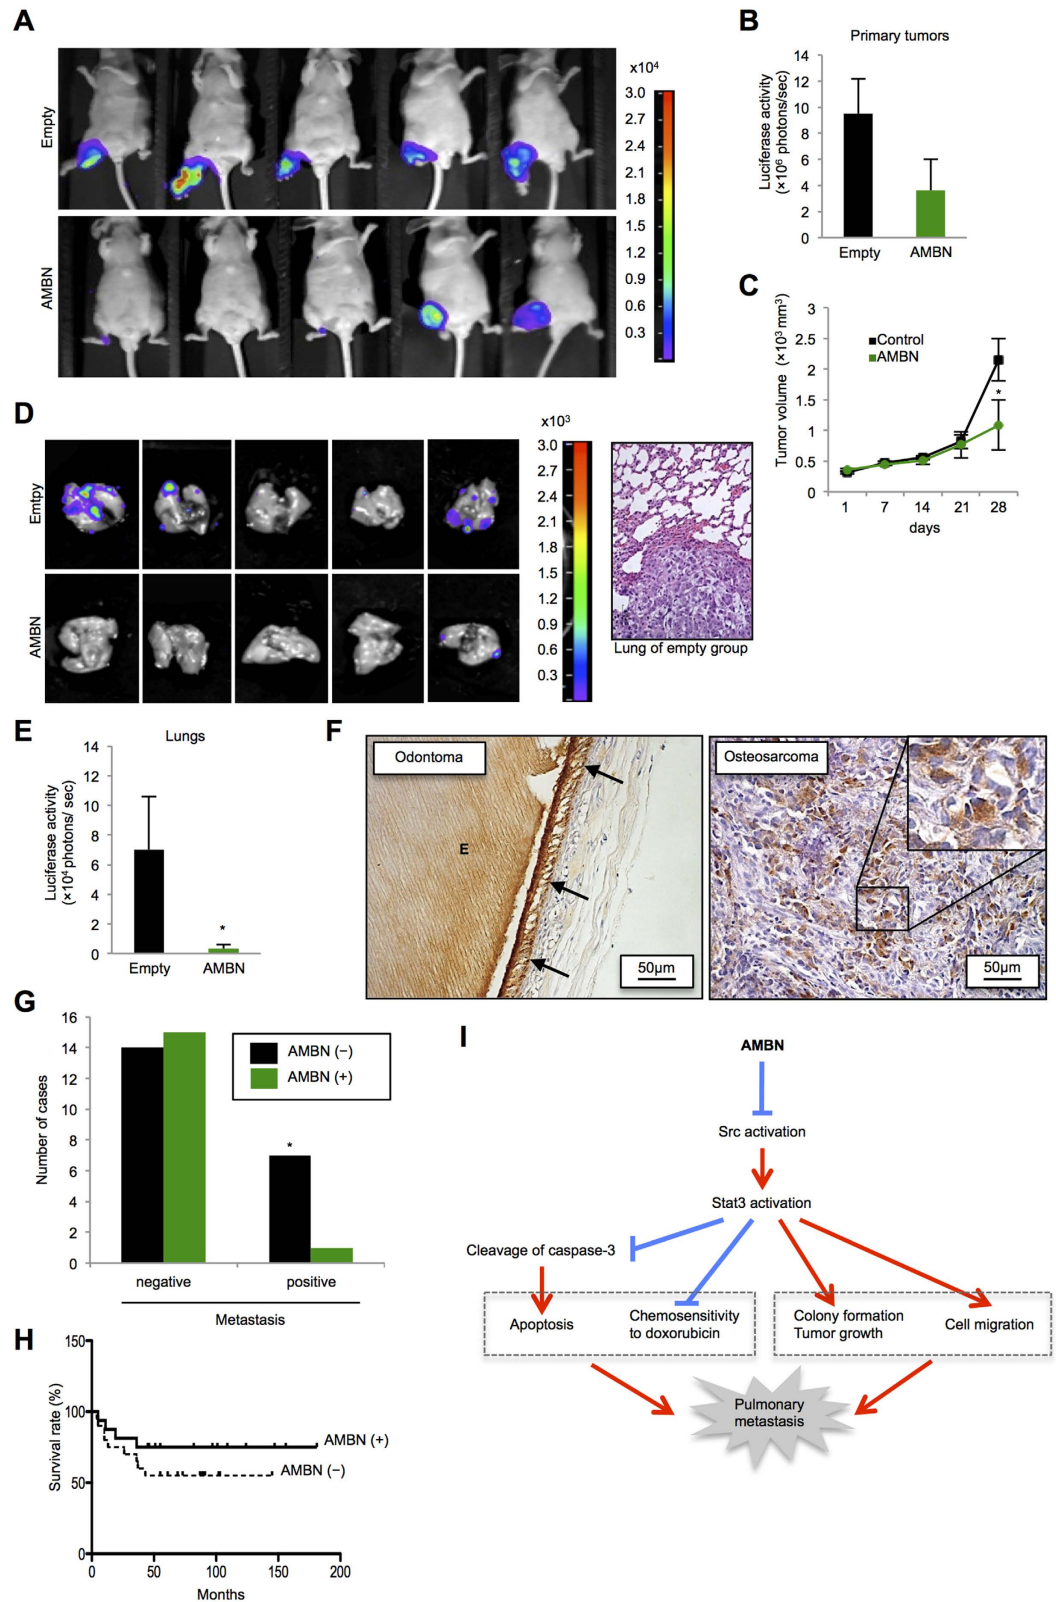 A
Empty
AMBN
x10⁴
3.0
2.7
2.4
2.1
1.8
1.5
1.2
0.9
0.6
0.3
B
Primary tumors
Luciferase activity
(×10⁶ photons/sec)
14
12
10
8
6
4
2
0
Empty
AMBN
C
Tumor volume (×10³ mm³)
3
2.5
2
1.5
1
0.5
0
Control
AMBN
*
1
7
14
21
28
days
D
Empy
AMBN
x10³
3.0
2.7
2.4
2.1
1.8
1.5
1.2
0.9
0.6
0.3
Lung of empty group
E
Lungs
Luciferase activity
(×10⁴ photons/ sec)
14
12
10
8
6
4
2
0
*
Empty
AMBN
F
Odontoma
E
50µm
Osteosarcoma
50µm
G
Number of cases
16
14
12
10
8
6
4
2
0
AMBN (−)
AMBN (+)
*
negative
positive
Metastasis
H
Survival rate (%)
150
100
50
0
AMBN (+)
AMBN (−)
0
50
100
150
200
Months
I
AMBN
Src activation
Stat3 activation
Cleavage of caspase-3
Apoptosis
Chemosensitivity
to doxorubicin
Colony formation
Tumor growth
Cell migration
Pulmonary
metastasis